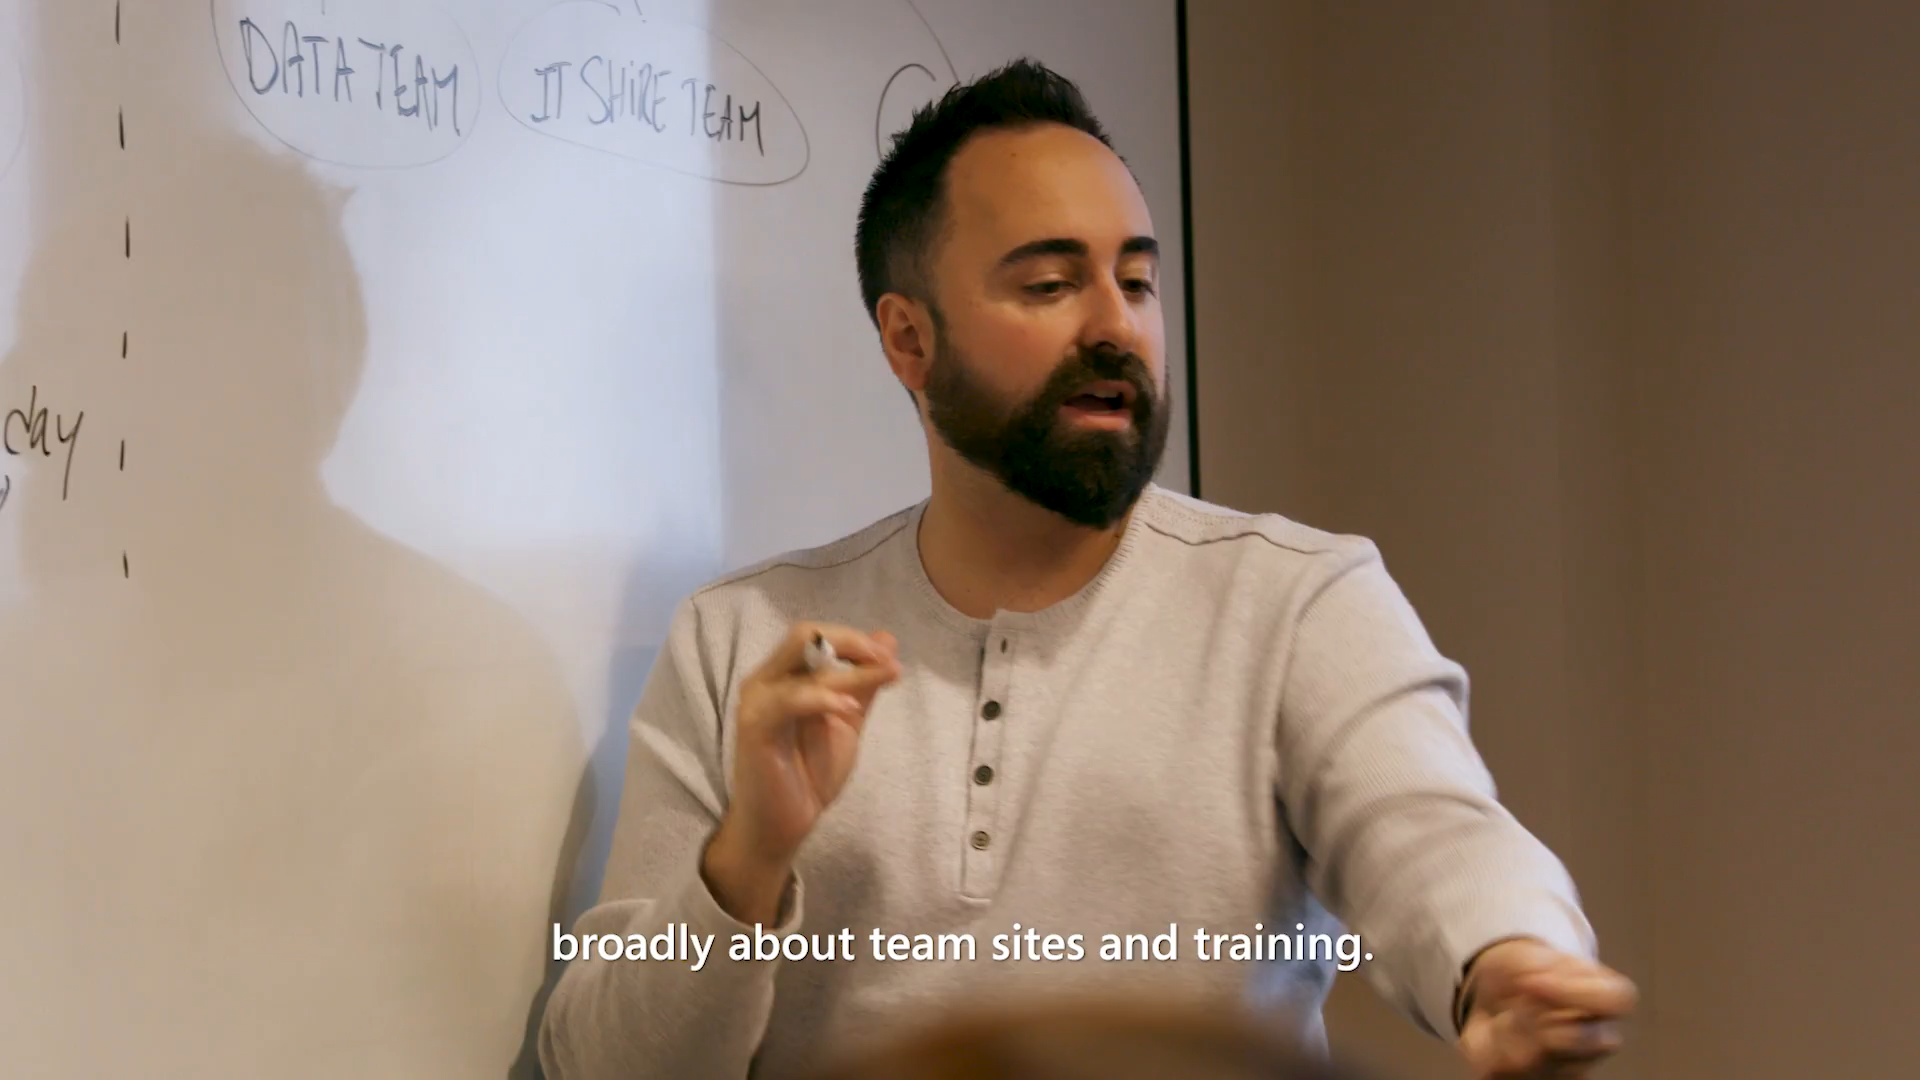 DATA TEAM
IT SHIRE TEAM
day
broadly about team sites and training.